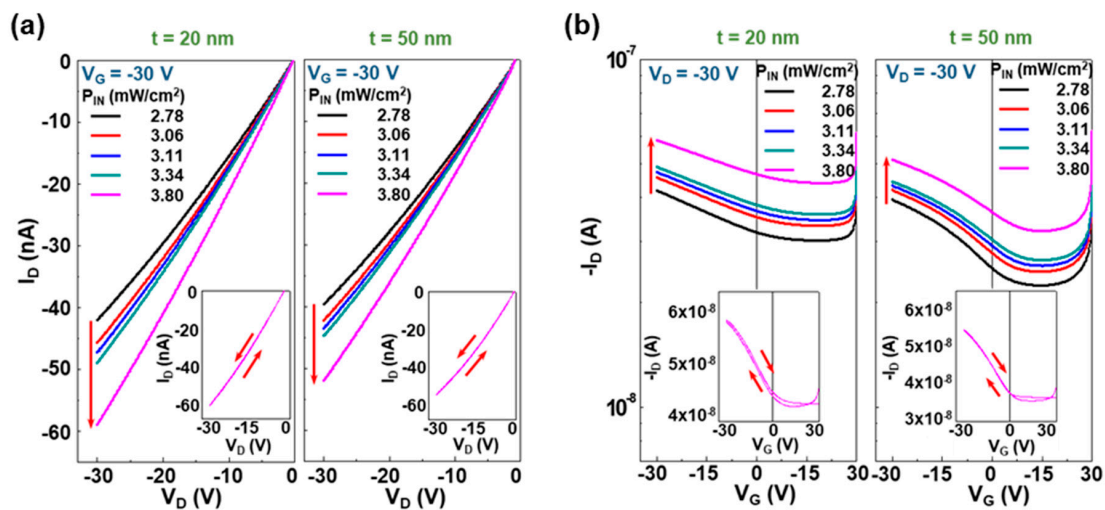 (a)
t = 20 nm
t = 50 nm
I_D (nA)
0
-10
-20
-30
-40
-50
-60
V_G = -30 V
P_IN (mW/cm²)
2.78
3.06
3.11
3.34
3.80
I_D (nA)
0
-20
-40
-60
-30
-15
0
V_D (V)
-30
-20
-10
0
V_D (V)
V_G = -30 V
P_IN (mW/cm²)
2.78
3.06
3.11
3.34
3.80
I_D (nA)
0
-20
-40
-60
-30
-15
0
V_D (V)
-30
-20
-10
0
V_D (V)
(b)
t = 20 nm
t = 50 nm
-I_D (A)
10⁻⁷
10⁻⁸
V_D = -30 V
P_IN (mW/cm²)
2.78
3.06
3.11
3.34
3.80
-I_D (A)
6x10⁻⁸
5x10⁻⁸
4x10⁻⁸
-30
0
30
V_G (V)
-30
-15
0
15
30
V_G (V)
V_D = -30 V
P_IN (mW/cm²)
2.78
3.06
3.11
3.34
3.80
-I_D (A)
6x10⁻⁸
5x10⁻⁸
4x10⁻⁸
3x10⁻⁸
-30
0
30
V_G (V)
-30
-15
0
15
30
V_G (V)